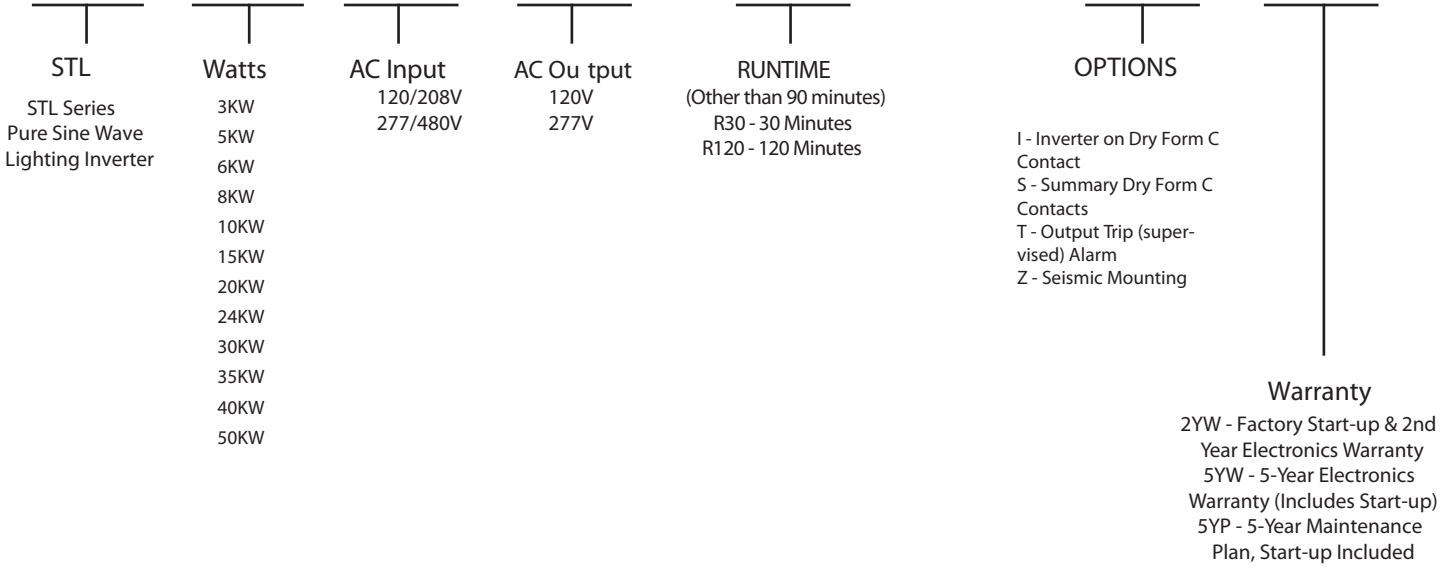 STL
STL Series
Pure Sine Wave
Lighting Inverter
Watts
3KW
5KW
6KW
8KW
10KW
15KW
20KW
24KW
30KW
35KW
40KW
50KW
AC Input
120/208V
277/480V
AC Ou tput
120V
277V
RUNTIME
(Other than 90 minutes)
R30 - 30 Minutes
R120 - 120 Minutes
OPTIONS
I - Inverter on Dry Form C
Contact
S - Summary Dry Form C
Contacts
T - Output Trip (super-
vised) Alarm
Z - Seismic Mounting
Warranty
2YW - Factory Start-up & 2nd
Year Electronics Warranty
5YW - 5-Year Electronics
Warranty (Includes Start-up)
5YP - 5-Year Maintenance
Plan, Start-up Included